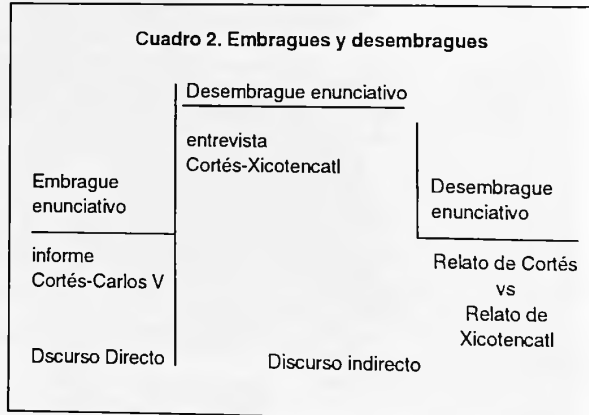 Cuadro 2. Embragues y desembragues
Desembrague enunciativo
entrevista
Cortés-Xicotencatl
Embrague
enunciativo
informe
Cortés-Carlos V
Desembrague
enunciativo
Relato de Cortés
vs
Relato de
Xicotencatl
Dscurso Directo
Discurso indirecto